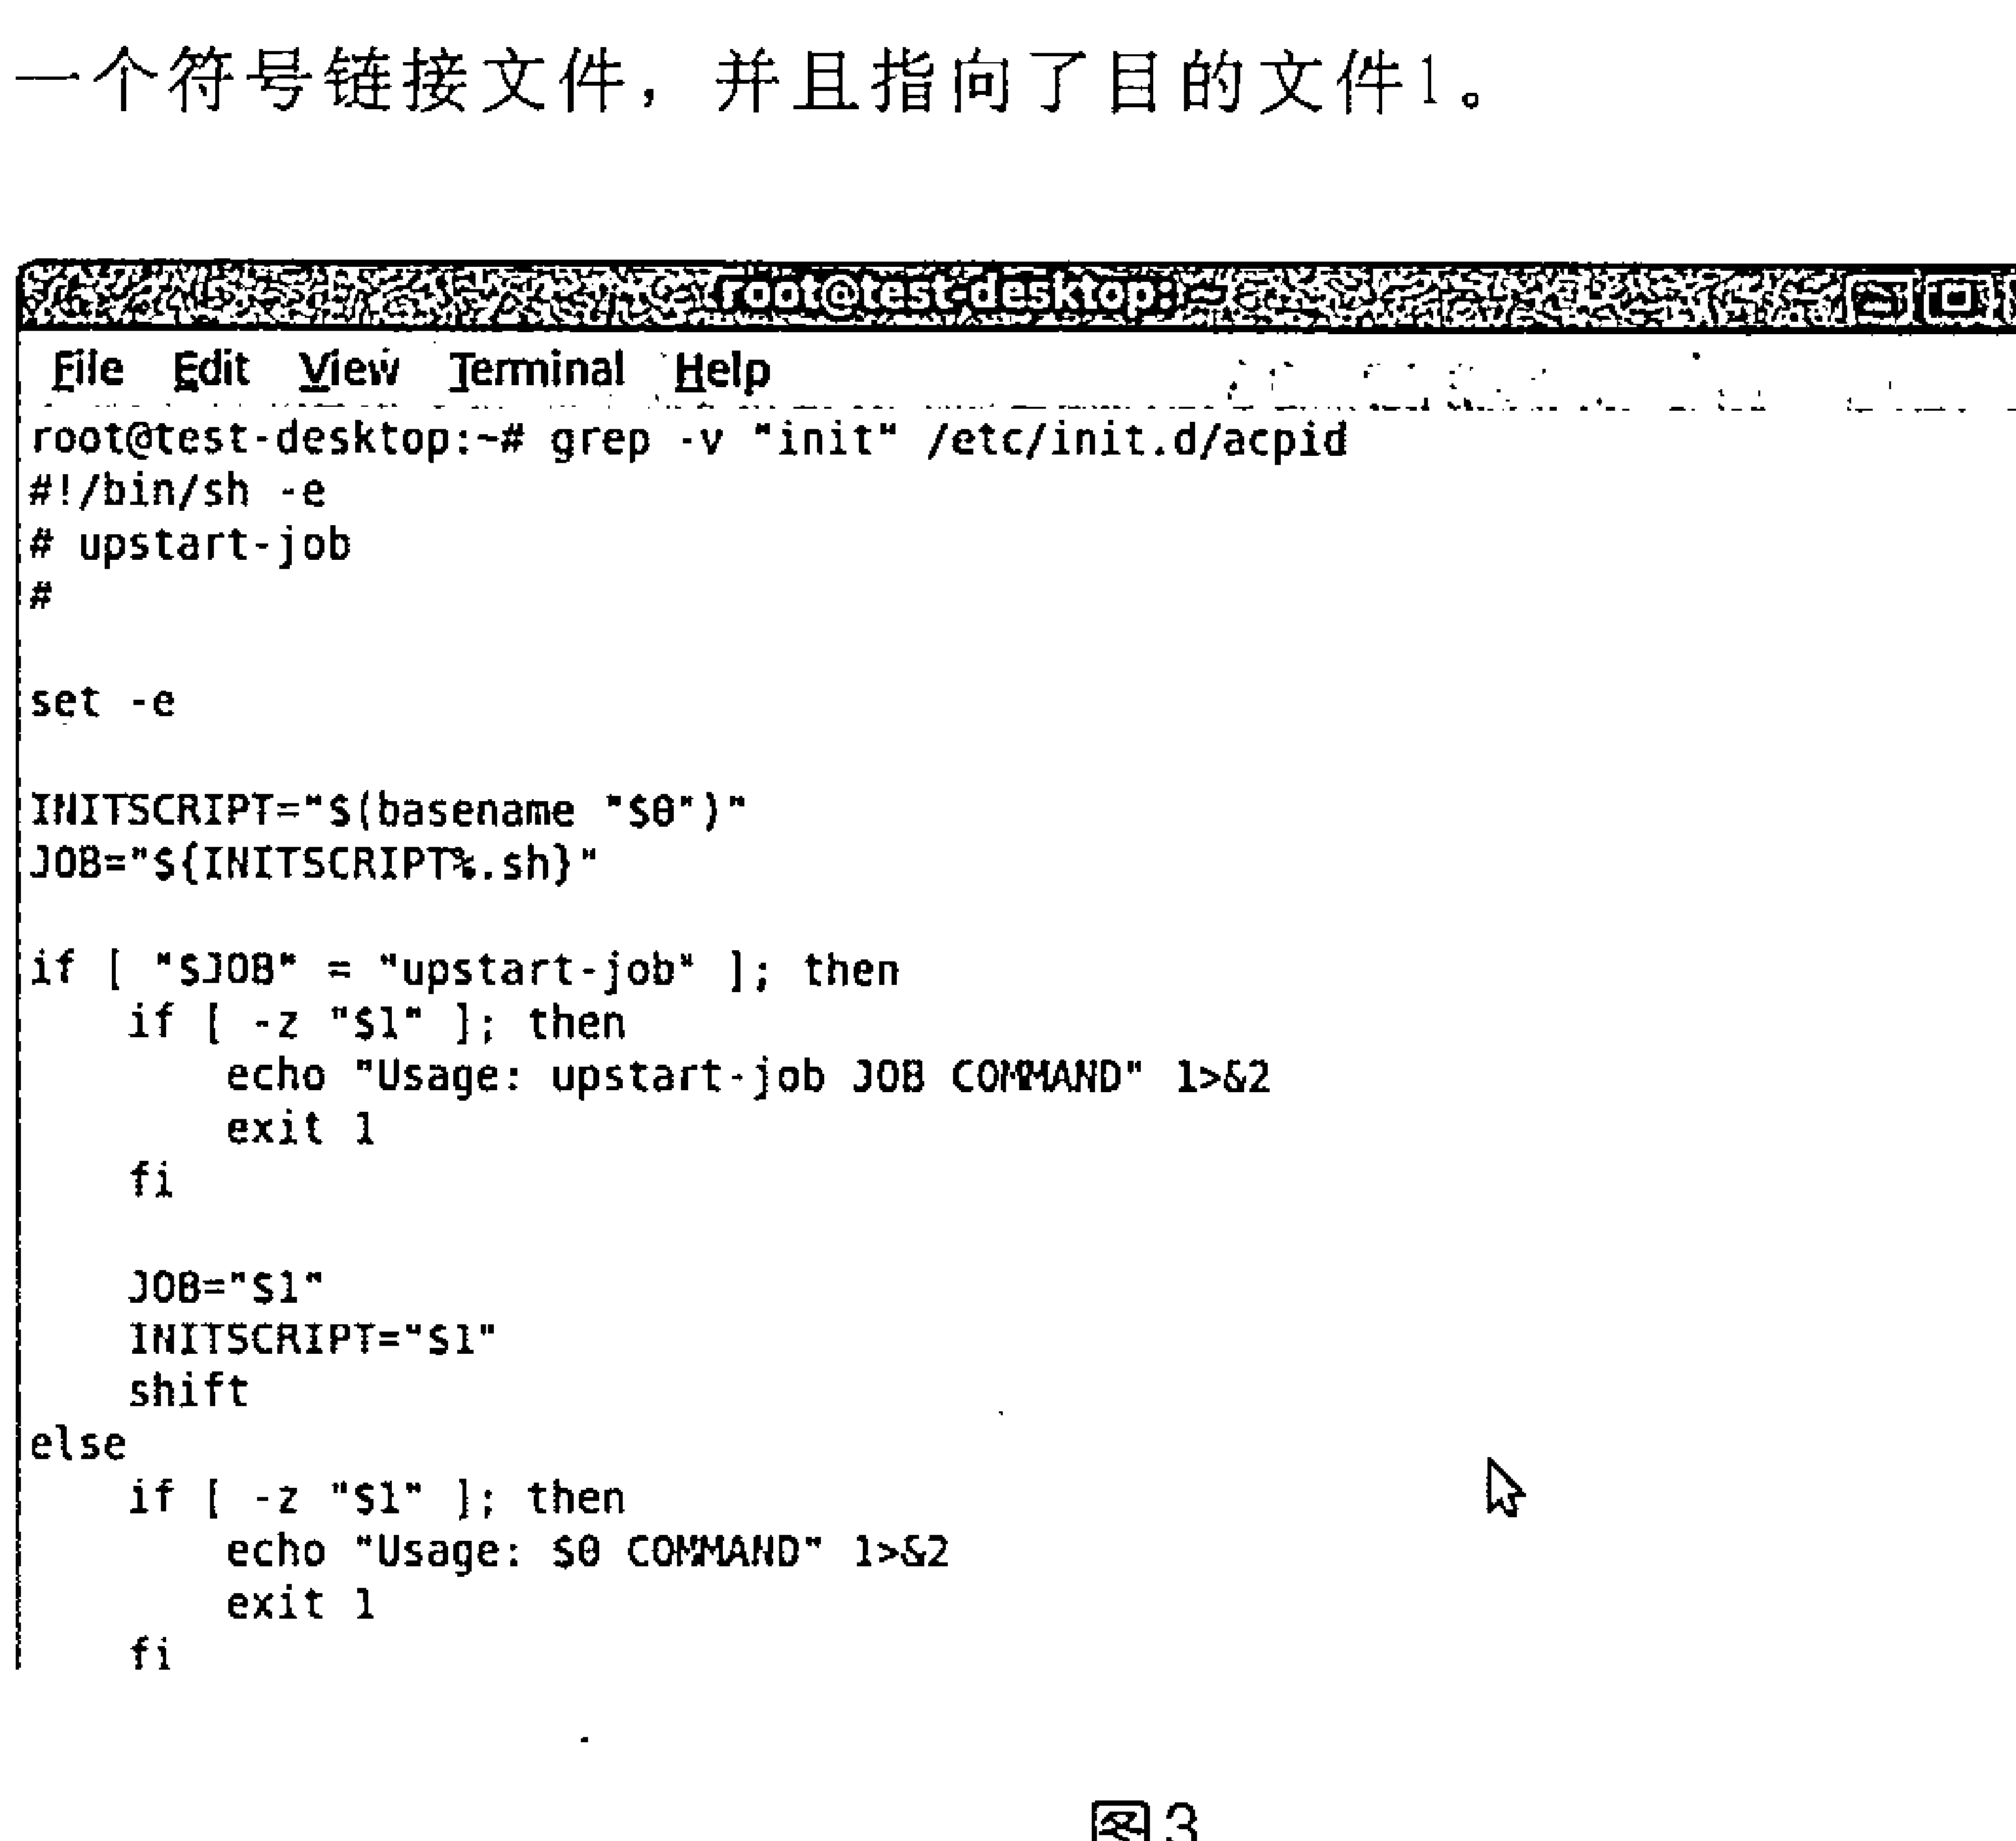 一个符号链接文件，并且指向了目的文件1。
root@test-desktop: ~
File Edit View Terminal Help
root@test-desktop:~# grep -v "init" /etc/init.d/acpid
#!/bin/sh -e
# upstart-job
#
set -e
INITSCRIPT="$(basename "$0")"
JOB="${INITSCRIPT%.sh}"
if [ "$JOB" = "upstart-job" ]; then
    if [ -z "$1" ]; then
        echo "Usage: upstart-job JOB COMMAND" 1>&2
        exit 1
    fi
    JOB="$1"
    INITSCRIPT="$1"
    shift
else
    if [ -z "$1" ]; then
        echo "Usage: $0 COMMAND" 1>&2
        exit 1
    fi
图3